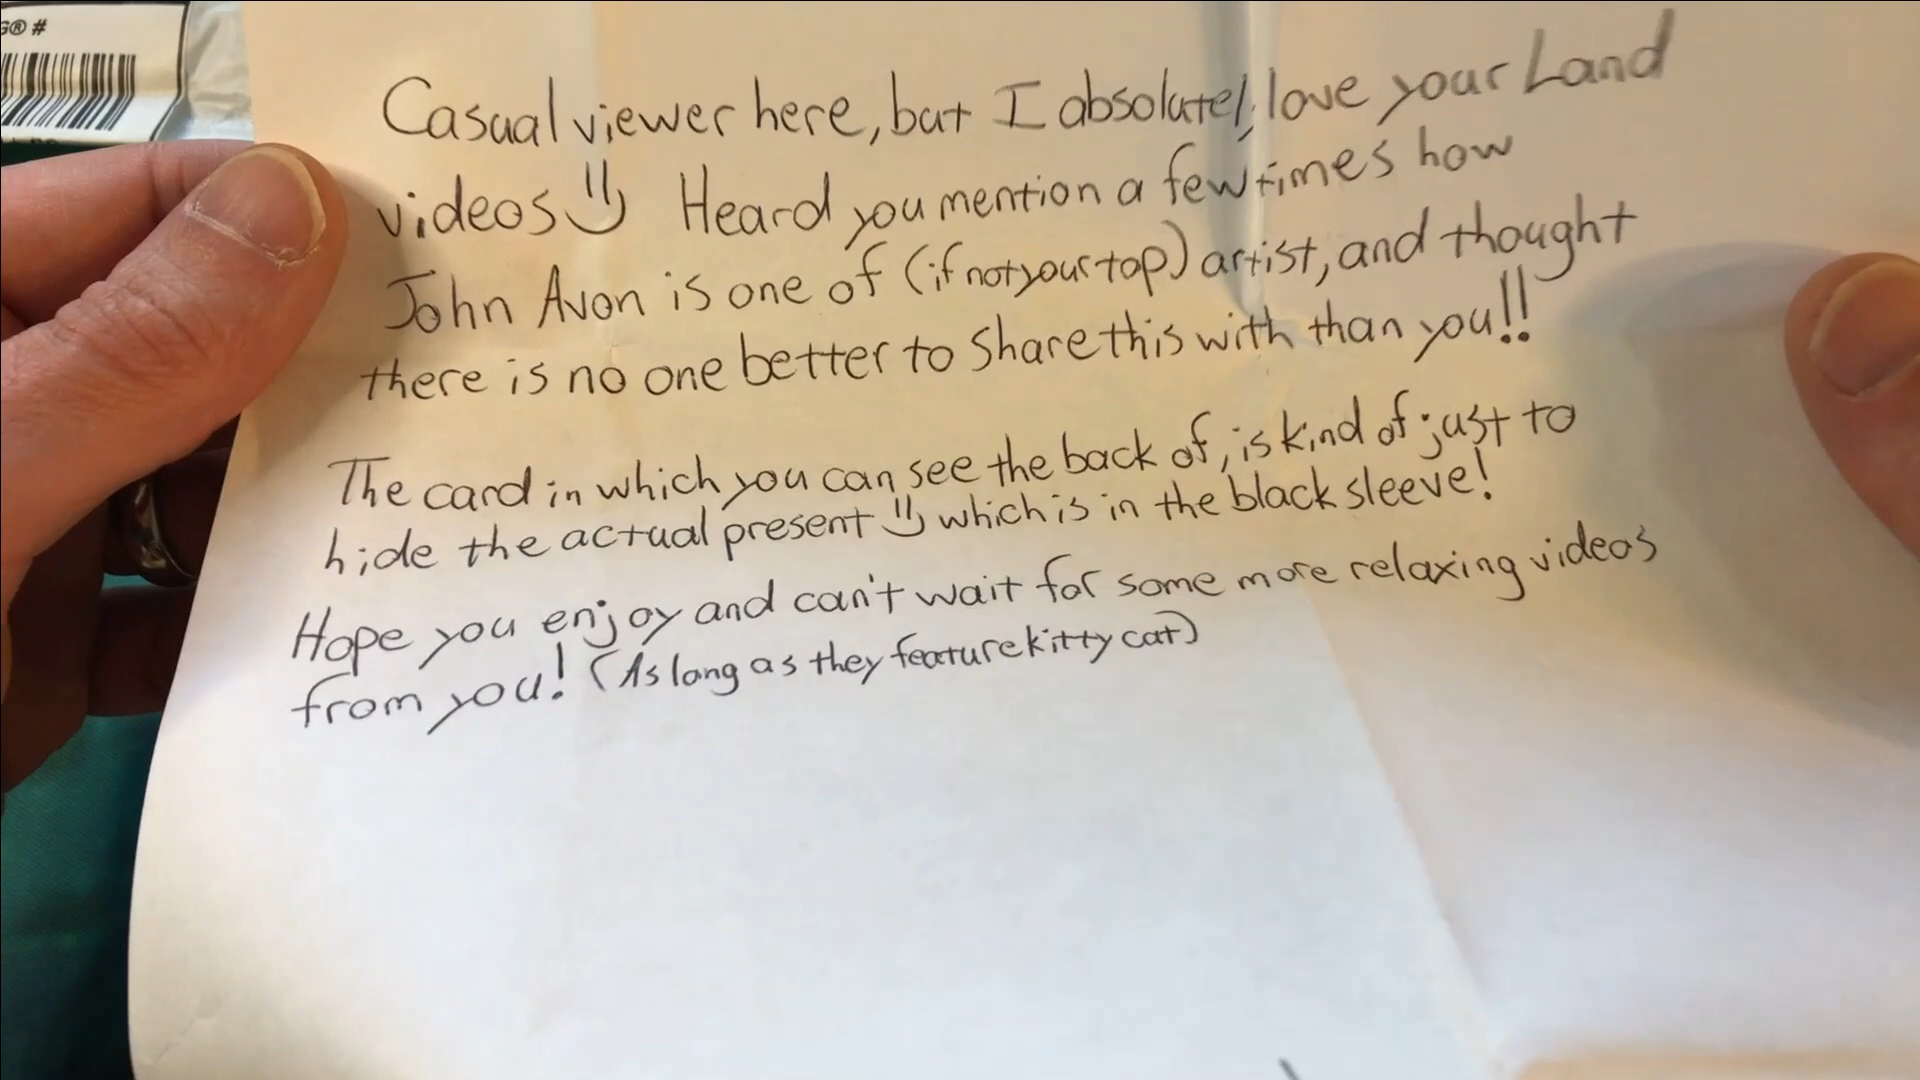 G® #
Casual viewer here, but I absolutely love your Land
videos Heard you mention a few times how
John Avon is one of (if not your top) artist, and thought
there is no one better to share this with than you!!
The card in which you can see the back of, is kind of just to
hide the actual present which is in the black sleeve!
Hope you enjoy and can't wait for some more relaxing videos
from you! (As long as they feature kitty cat)